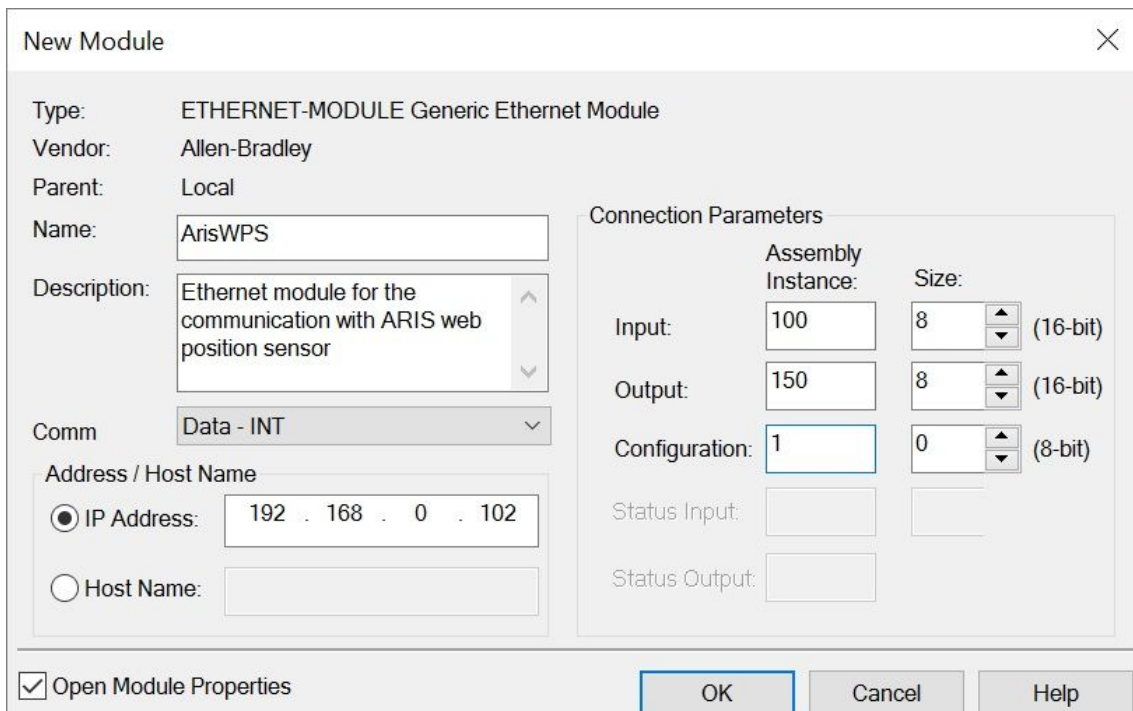 New Module
Type: ETHERNET-MODULE Generic Ethernet Module
Vendor: Allen-Bradley
Parent: Local
Name: ArisWPS
Description: Ethernet module for the
communication with ARIS web
position sensor
Comm Data - INT
Address / Host Name
IP Address: 192 . 168 . 0 . 102
Host Name:
Connection Parameters
Assembly
Instance: Size:
Input: 100 8 (16-bit)
Output: 150 8 (16-bit)
Configuration: 1 0 (8-bit)
Status Input:
Status Output:
Open Module Properties
OK Cancel Help